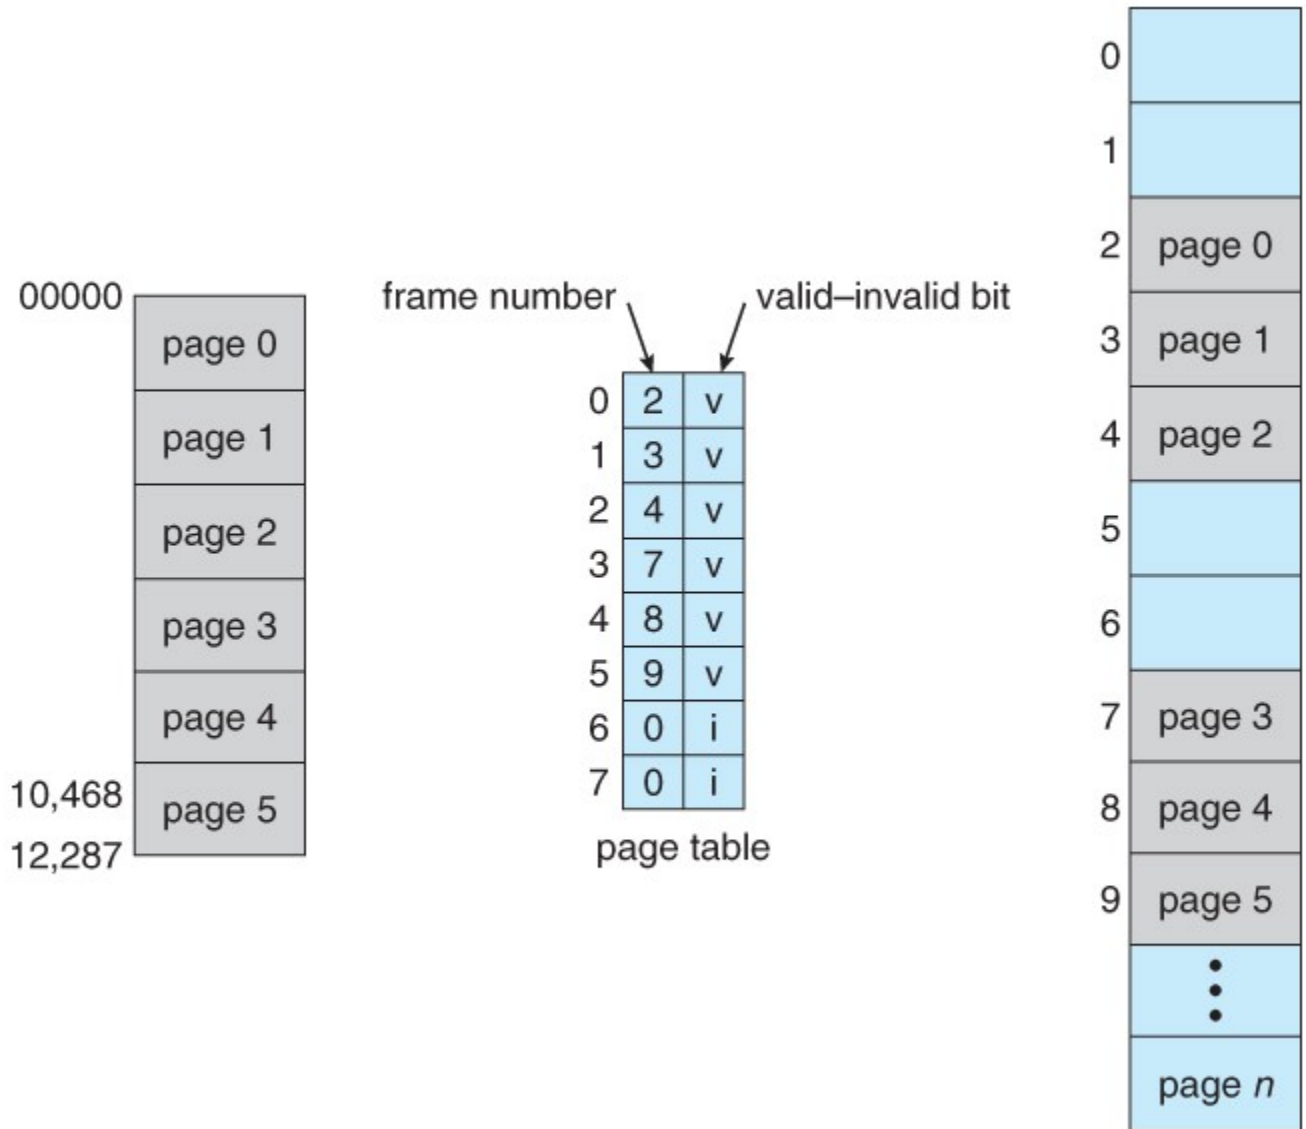 00000
page 0
page 1
page 2
page 3
page 4
10,468
page 5
12,287
frame number
valid–invalid bit
0 2 v
1 3 v
2 4 v
3 7 v
4 8 v
5 9 v
6 0 i
7 0 i
page table
0
1
2 page 0
3 page 1
4 page 2
5
6
7 page 3
8 page 4
9 page 5
page n